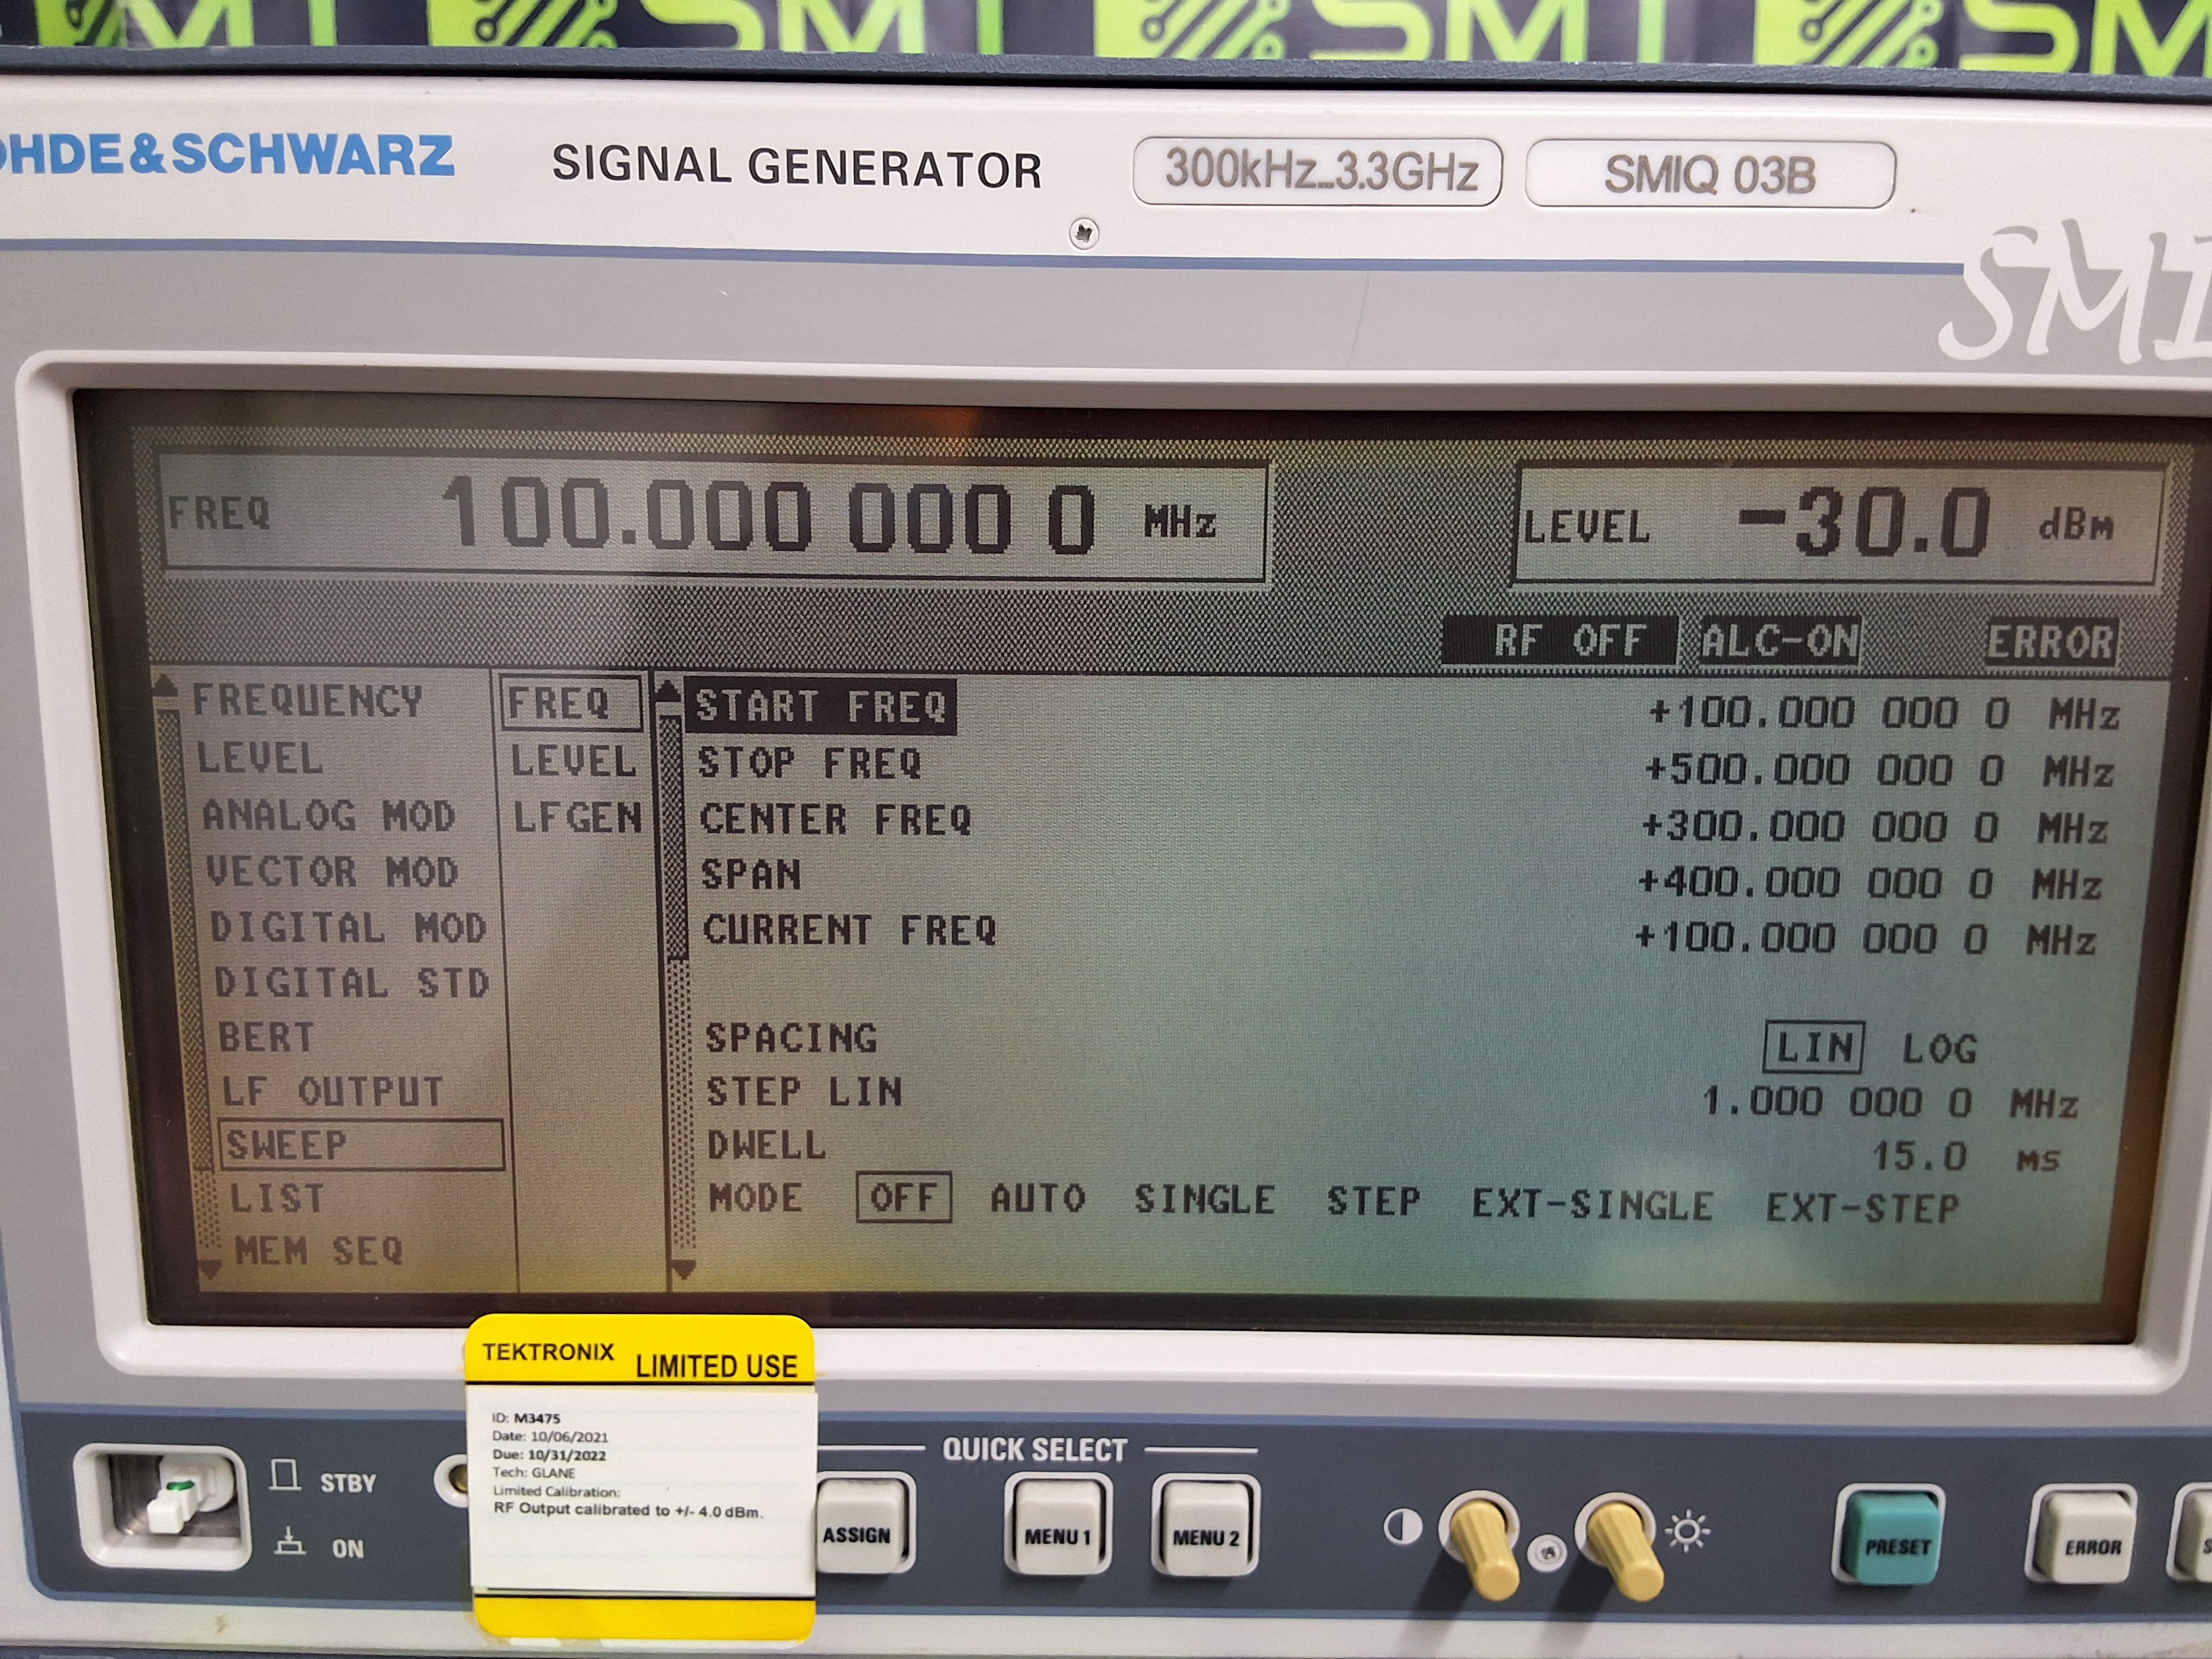 SMT SMT SM
OHDE&SCHWARZ SIGNAL GENERATOR 300kHz...3.3GHz SMIQ 03B
SMI
FREQ 100.000 000 0 MHz LEVEL -30.0 dBm
RF OFF ALC-ON ERROR
FREQUENCY FREQ START FREQ +100.000 000 0 MHz
LEVEL LEVEL STOP FREQ +500.000 000 0 MHz
ANALOG MOD LFGEN CENTER FREQ +300.000 000 0 MHz
VECTOR MOD SPAN +400.000 000 0 MHz
DIGITAL MOD CURRENT FREQ +100.000 000 0 MHz
DIGITAL STD
BERT SPACING LIN LOG
LF OUTPUT STEP LIN 1.000 000 0 MHz
SWEEP DWELL 15.0 ms
LIST MODE OFF AUTO SINGLE STEP EXT-SINGLE EXT-STEP
MEM SEQ
TEKTRONIX LIMITED USE
ID: M3475
Date: 10/06/2021
Due: 10/31/2022
Tech: GLANE
Limited Calibration:
RF Output calibrated to +/- 4.0 dBm.
STBY
ON
QUICK SELECT
ASSIGN MENU 1 MENU 2 PRESET ERROR